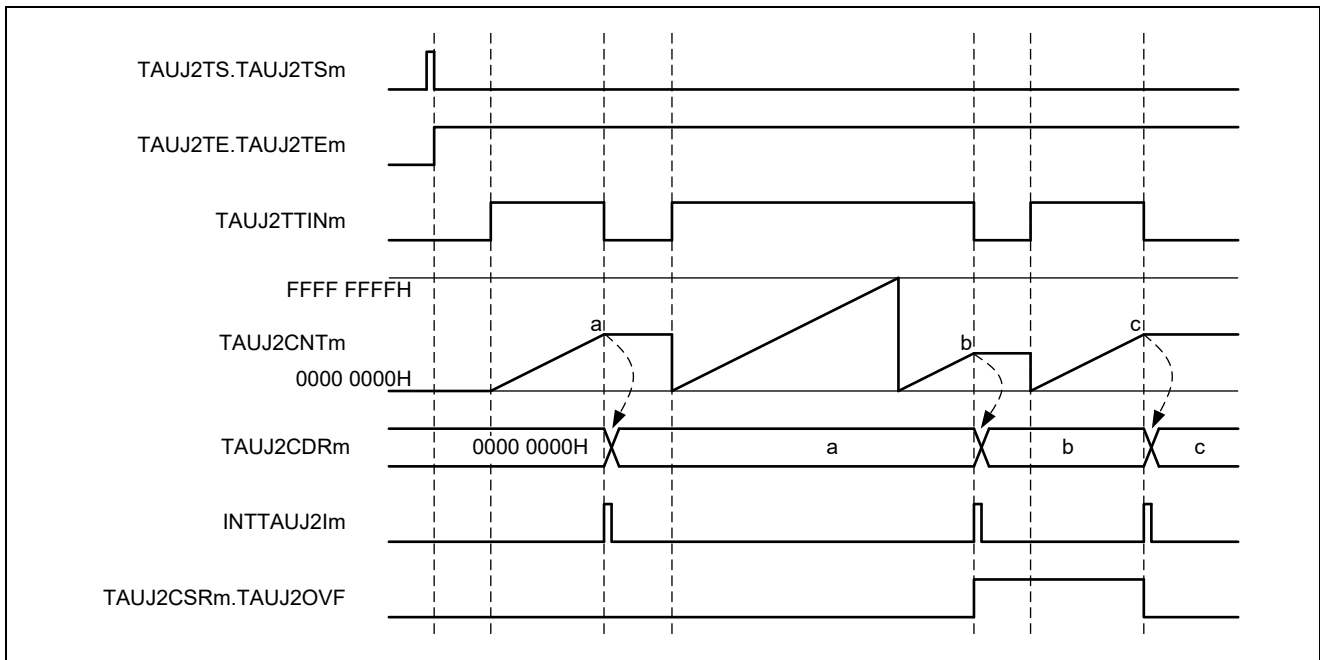 TAUJ2TS.TAUJ2TSm
TAUJ2TE.TAUJ2TEm
TAUJ2TTINm
FFFF FFFFH
a
b
c
TAUJ2CNTm
0000 0000H
TAUJ2CDRm
0000 0000H
a
b
c
INTTAUJ2Im
TAUJ2CSRm.TAUJ2OVF